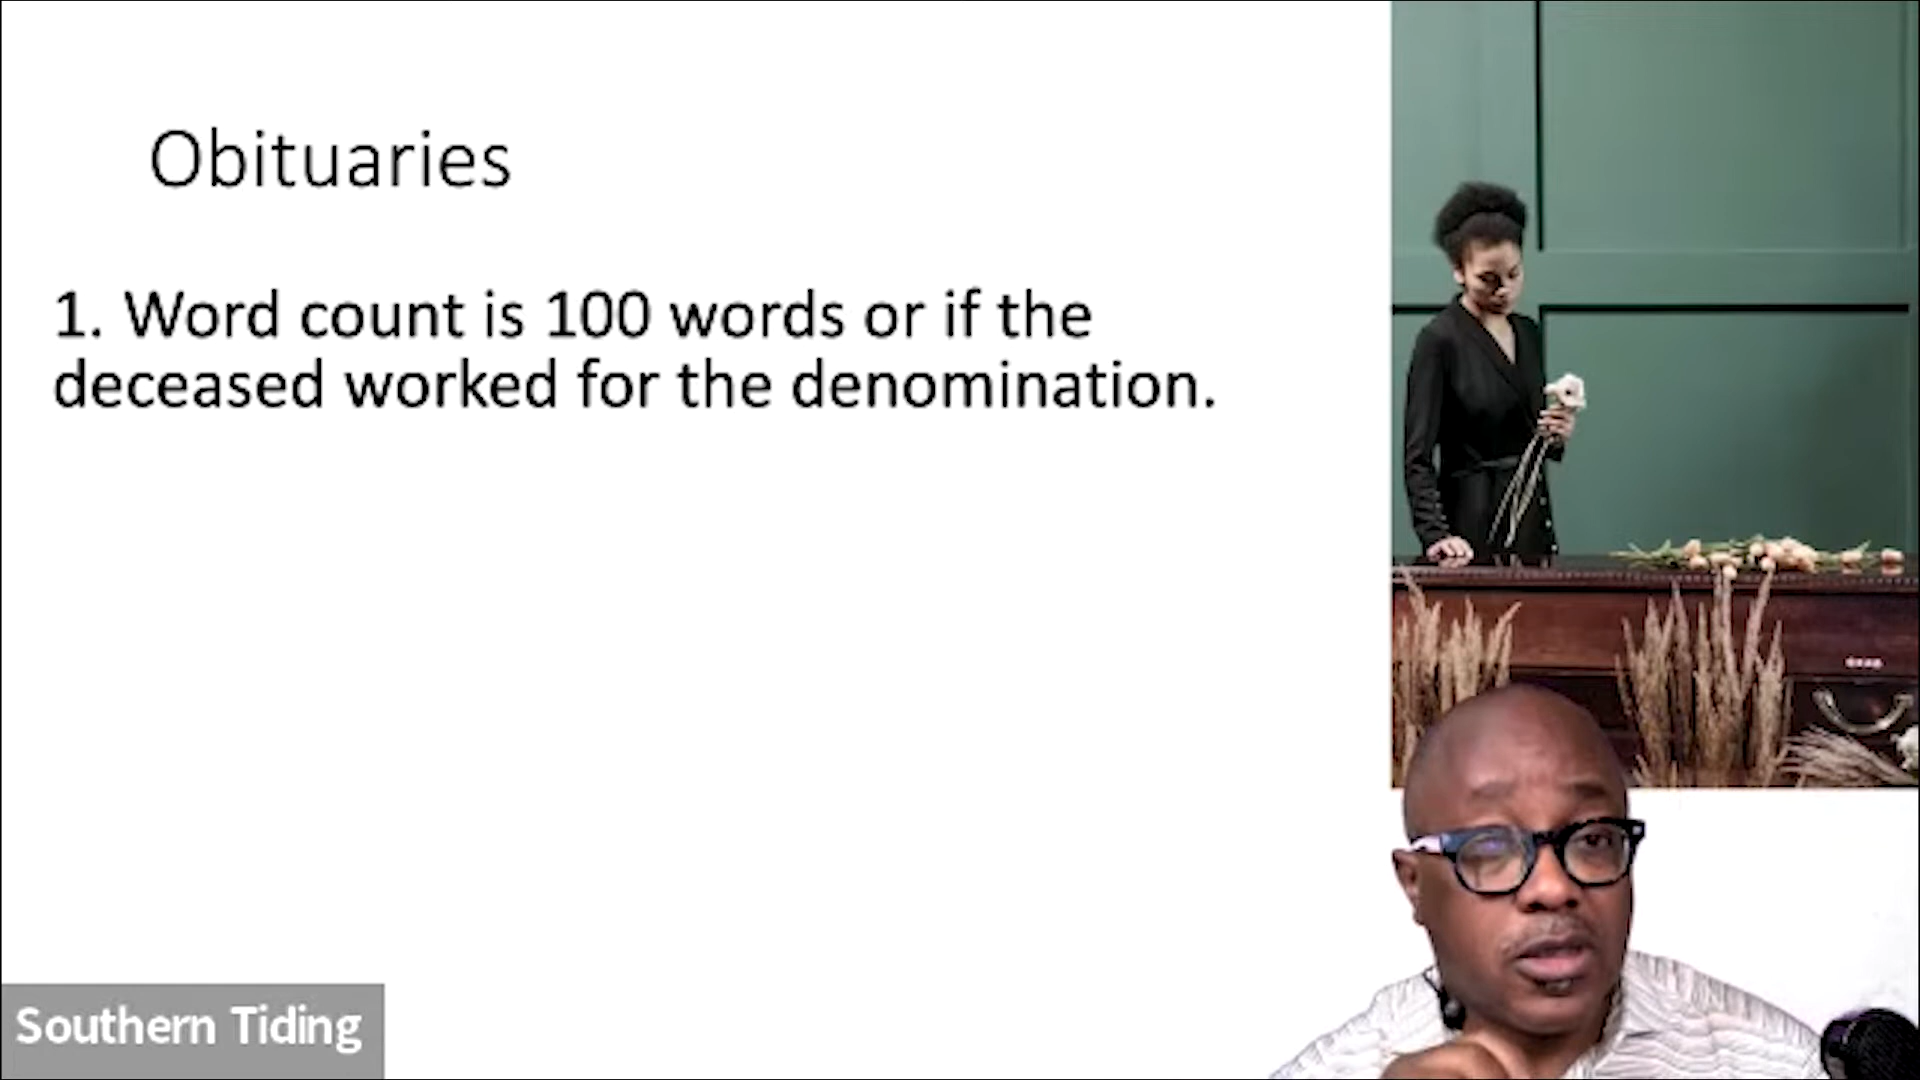 Obituaries
1. Word count is 100 words or if the
deceased worked for the denomination.
Southern Tiding